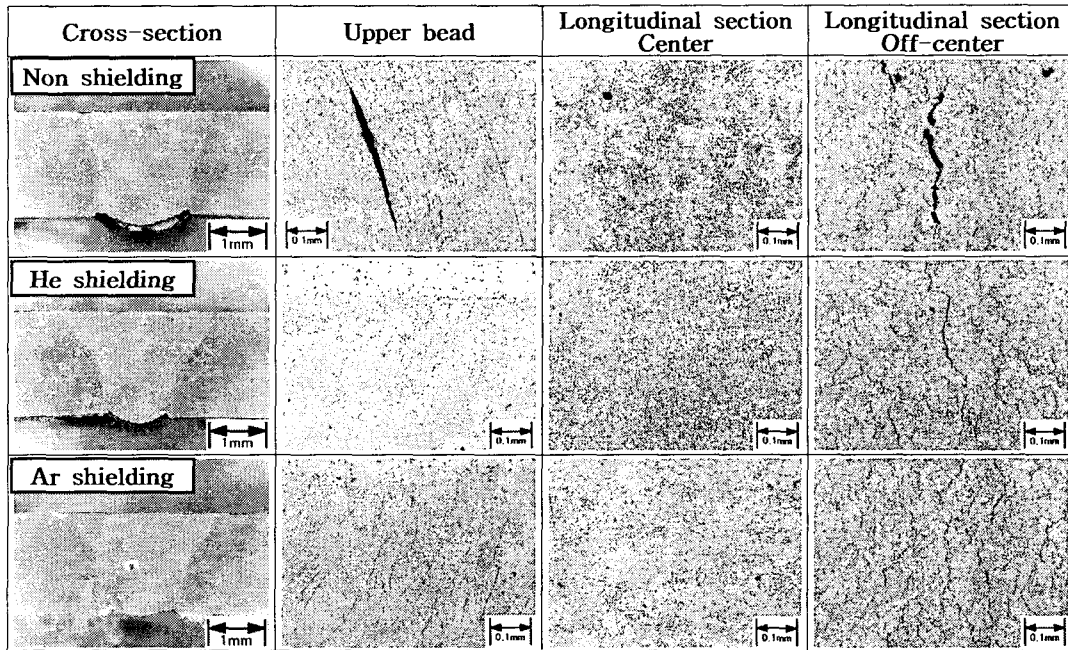 Cross-section
Upper bead
Longitudinal section
Center
Longitudinal section
Off-center
Non shielding
1mm
0.1mm
0.1mm
0.1mm
He shielding
1mm
0.1mm
0.1mm
0.1mm
Ar shielding
1mm
0.1mm
0.1mm
0.1mm